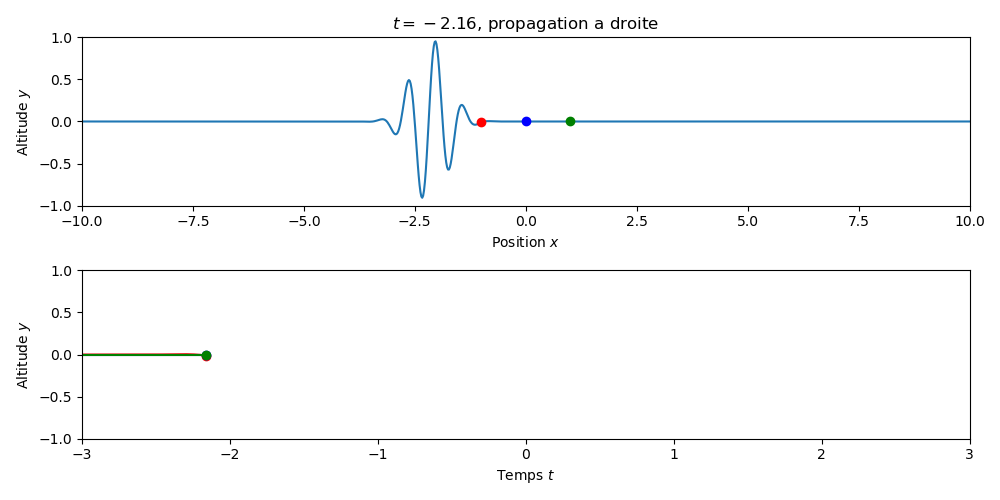 t = −2.16, propagation a droite
1.0
0.5
0.0
−0.5
−1.0
Altitude y
−10.0 −7.5 −5.0 −2.5 0.0 2.5 5.0 7.5 10.0
Position x
1.0
0.5
0.0
−0.5
−1.0
Altitude y
−3 −2 −1 0 1 2 3
Temps t